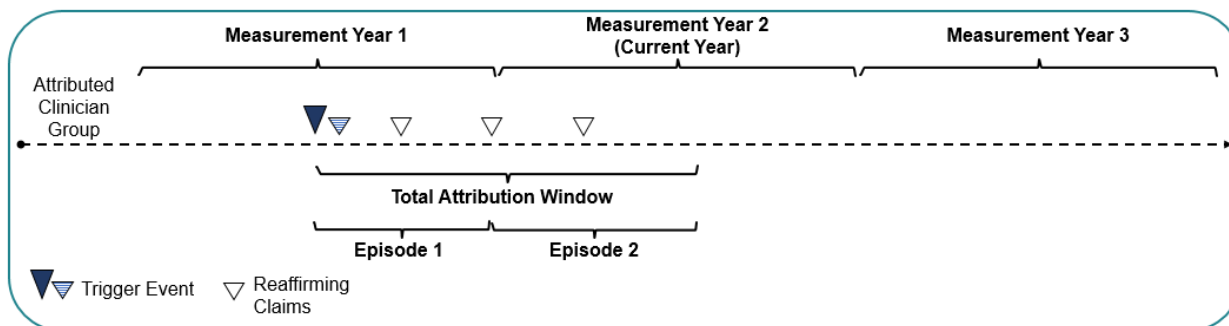 Measurement Year 1
Measurement Year 2
(Current Year)
Measurement Year 3
Attributed
Clinician
Group
Total Attribution Window
Episode 1
Episode 2
Trigger Event
Reaffirming
Claims